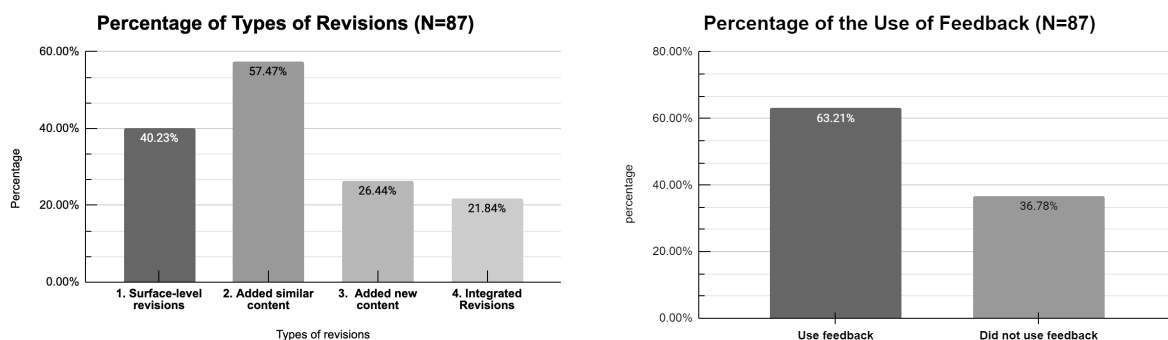 Percentage of Types of Revisions (N=87)
Percentage
60.00%
40.00%
20.00%
0.00%
40.23%
57.47%
26.44%
21.84%
1. Surface-level
revisions
2. Added similar
content
3. Added new
content
4. Integrated
Revisions
Types of revisions
Percentage of the Use of Feedback (N=87)
percentage
80.00%
60.00%
40.00%
20.00%
0.00%
63.21%
36.78%
Use feedback
Did not use feedback